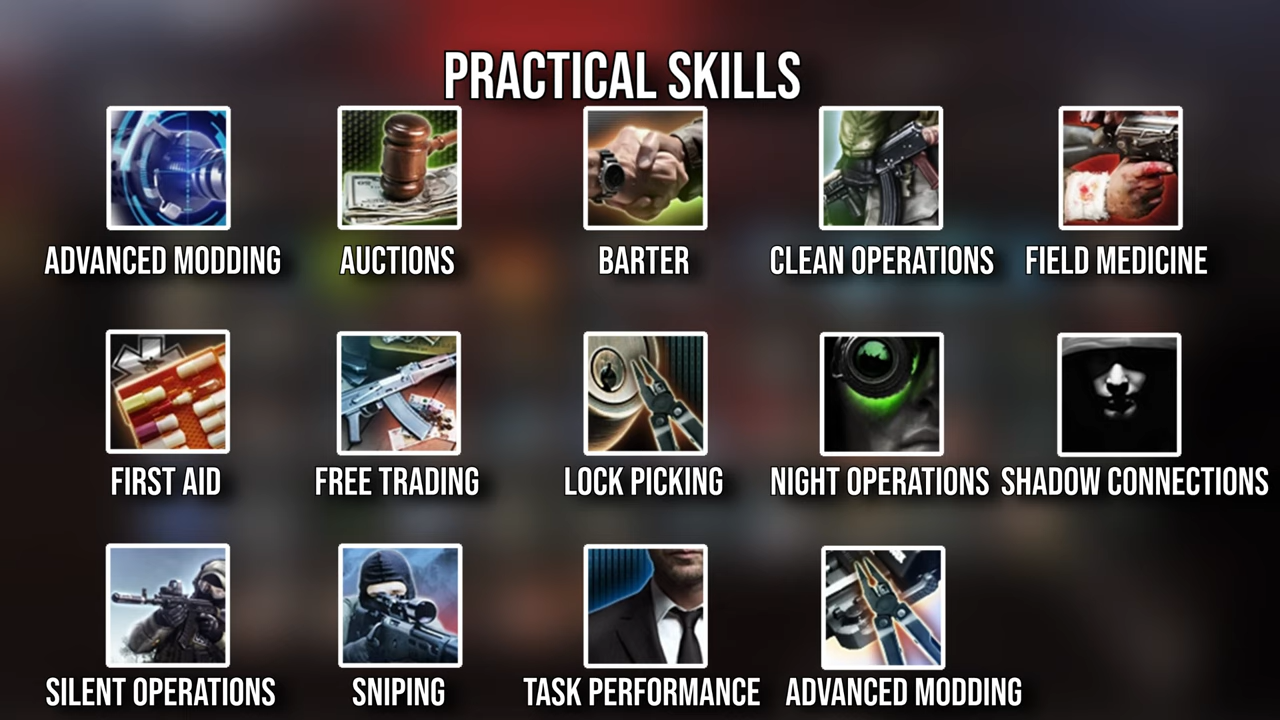 PRACTICAL SKILLS
ADVANCED MODDING
AUCTIONS
BARTER
CLEAN OPERATIONS
FIELD MEDICINE
FIRST AID
FREE TRADING
LOCK PICKING
NIGHT OPERATIONS
SHADOW CONNECTIONS
SILENT OPERATIONS
SNIPING
TASK PERFORMANCE
ADVANCED MODDING